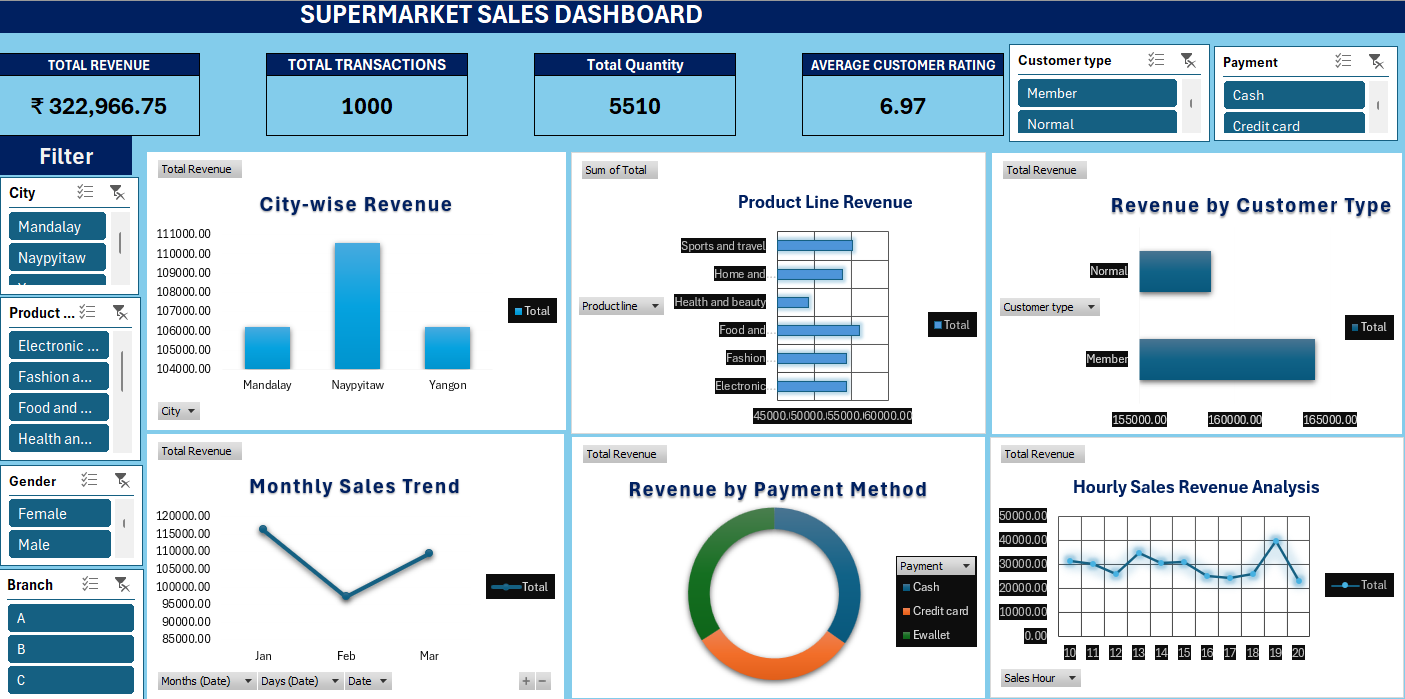 SUPERMARKET SALES DASHBOARD
TOTAL REVENUE
₹ 322,966.75
TOTAL TRANSACTIONS
1000
Total Quantity
5510
AVERAGE CUSTOMER RATING
6.97
Customer type
Member
Normal
Payment
Cash
Credit card
Filter
City
Mandalay
Naypyitaw
Product ...
Electronic ...
Fashion a...
Food and ...
Health an...
Gender
Female
Male
Branch
A
B
C
Total Revenue
City-wise Revenue
111000.00
110000.00
109000.00
108000.00
107000.00
106000.00
105000.00
104000.00
Mandalay
Naypyitaw
Yangon
Total
City
Sum of Total
Product Line Revenue
Sports and travel
Home and...
Health and beauty
Food and...
Fashion...
Electronic...
45000.00
50000.00
55000.00
60000.00
Product line
Total
Total Revenue
Revenue by Customer Type
Normal
Member
Customer type
155000.00
160000.00
165000.00
Total
Total Revenue
Monthly Sales Trend
120000.00
115000.00
110000.00
105000.00
100000.00
95000.00
90000.00
85000.00
Jan
Feb
Mar
Total
Months (Date)
Days (Date)
Date
+ −
Total Revenue
Revenue by Payment Method
Payment
Cash
Credit card
Ewallet
Total Revenue
Hourly Sales Revenue Analysis
50000.00
40000.00
30000.00
20000.00
10000.00
0.00
10 11 12 13 14 15 16 17 18 19 20
Total
Sales Hour